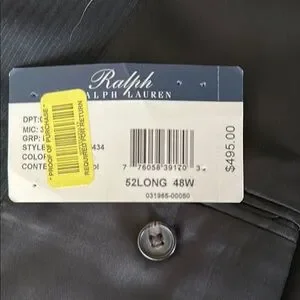 Ralph
RALPH LAUREN
DPT:
MIC: 3
GRP:
STYLE 434
COLOR
CONTE
PROOF OF PURCHASE
REQUIRED FOR RETURN
$495.00
52LONG 48W
031965-00050